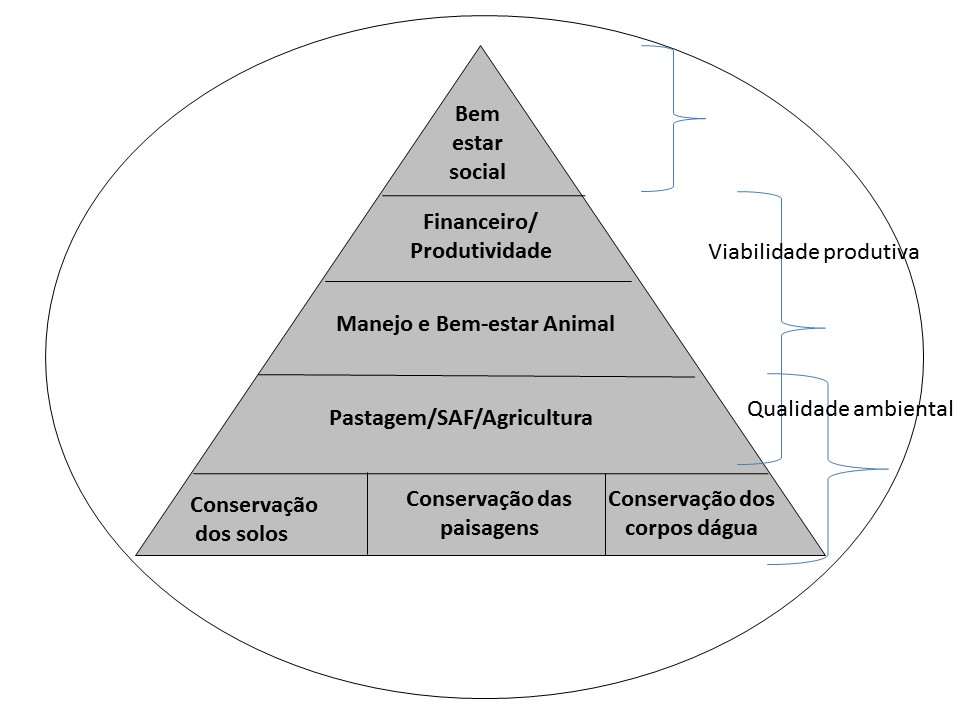 Bem
estar
social
Financeiro/
Produtividade
Viabilidade produtiva
Manejo e Bem-estar Animal
Pastagem/SAF/Agricultura
Qualidade ambiental
Conservação
dos solos
Conservação das
paisagens
Conservação dos
corpos dágua